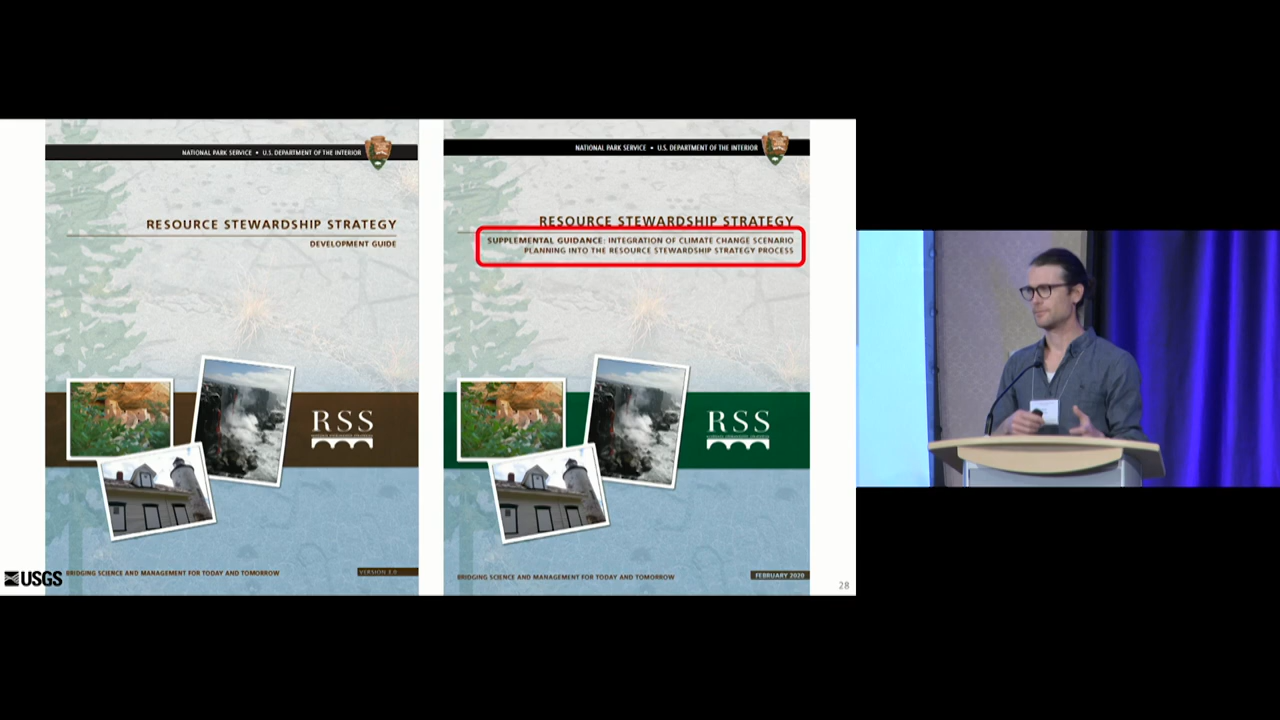 NATIONAL PARK SERVICE • U.S. DEPARTMENT OF THE INTERIOR
RESOURCE STEWARDSHIP STRATEGY
DEVELOPMENT GUIDE
RSS
BRIDGING SCIENCE AND MANAGEMENT FOR TODAY AND TOMORROW
NATIONAL PARK SERVICE • U.S. DEPARTMENT OF THE INTERIOR
RESOURCE STEWARDSHIP STRATEGY
SUPPLEMENTAL GUIDANCE: INTEGRATION OF CLIMATE CHANGE SCENARIO
PLANNING INTO THE RESOURCE STEWARDSHIP STRATEGY PROCESS
RSS
BRIDGING SCIENCE AND MANAGEMENT FOR TODAY AND TOMORROW
FEBRUARY 2020
USGS
28